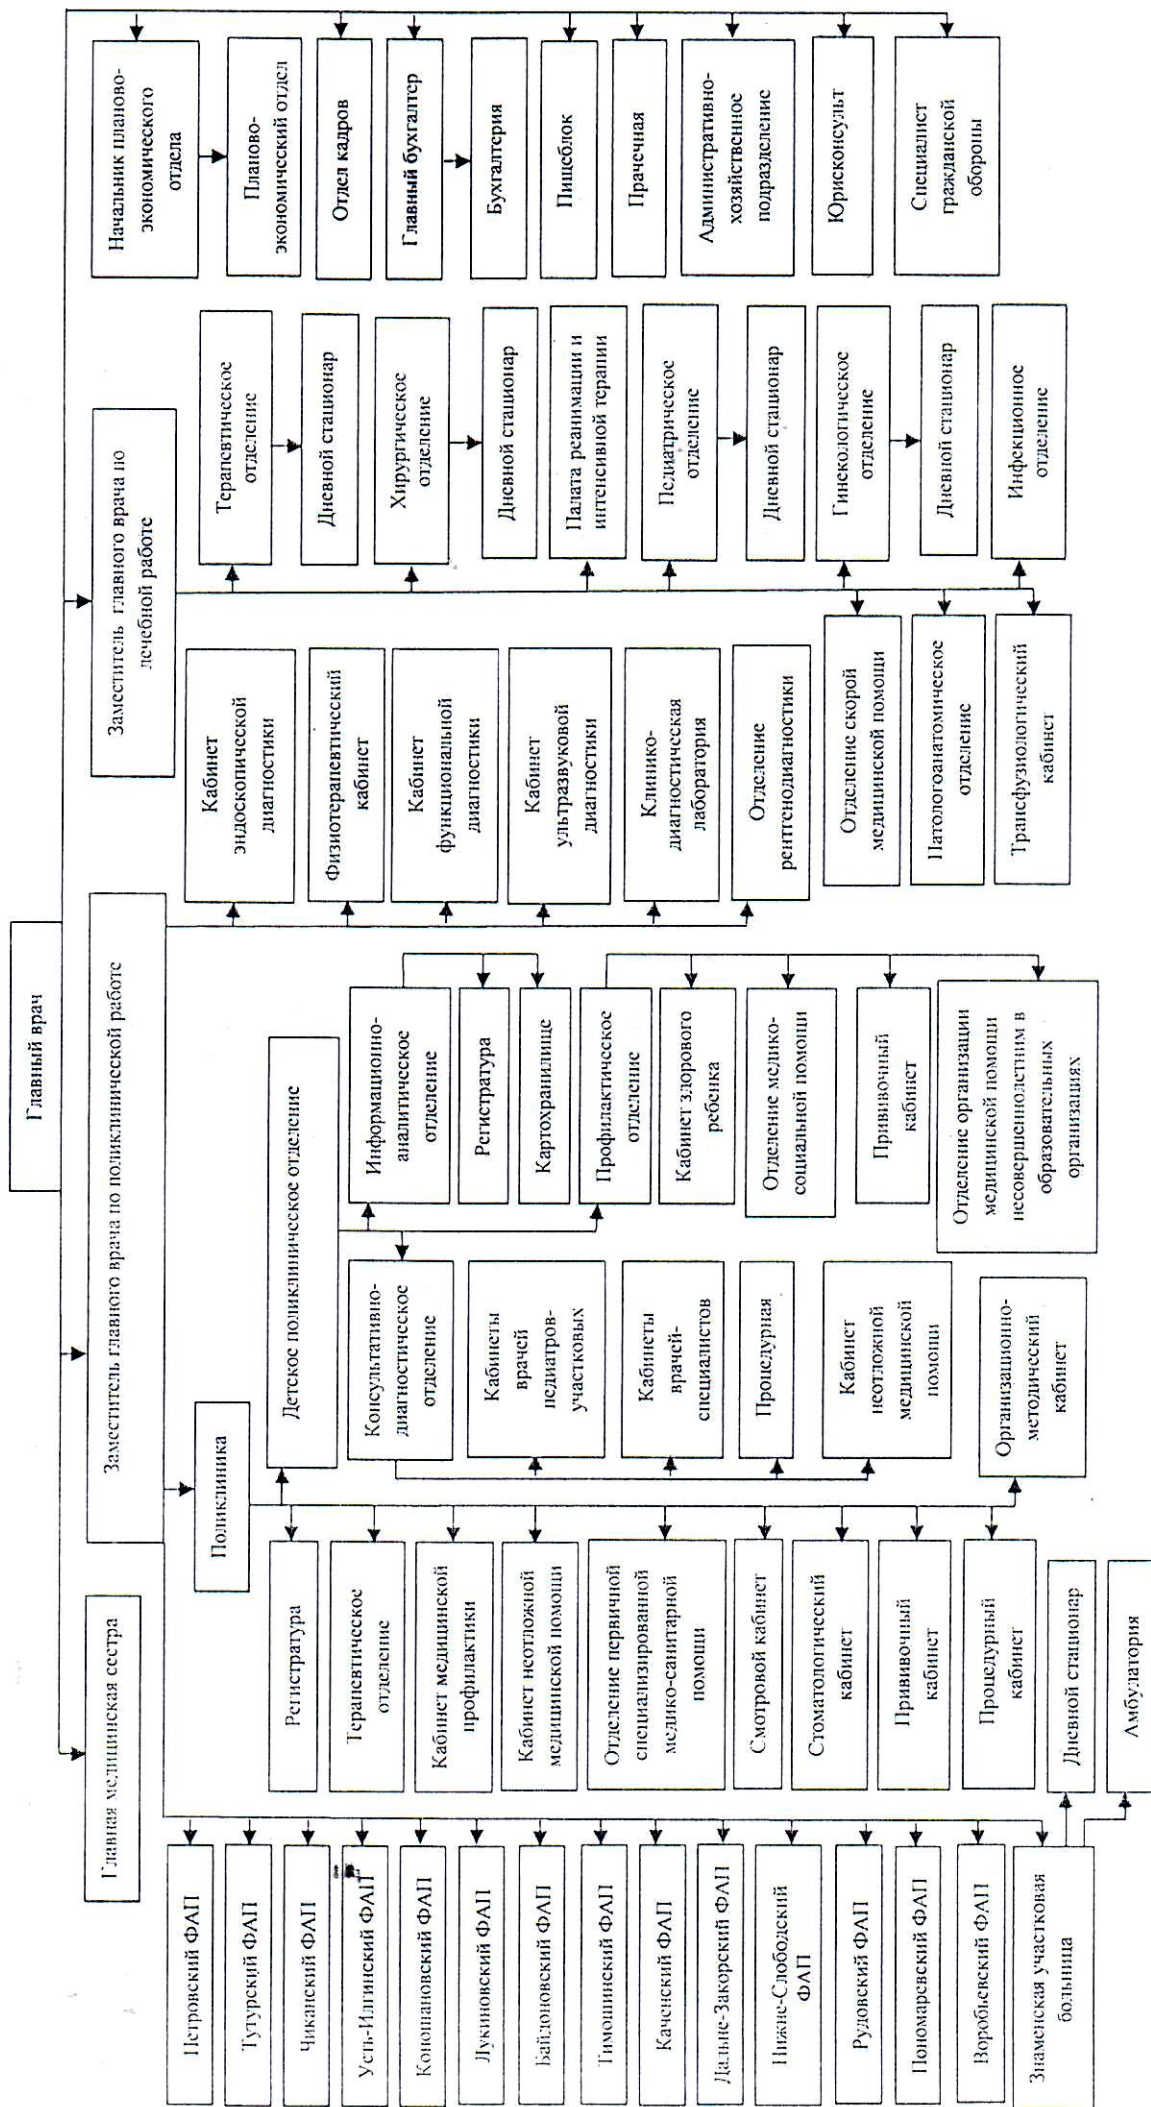 Главный врач
Главная медицинская сестра
Заместитель главного врача по поликлинической работе
Заместитель главного врача по
лечебной работе
Петровский ФАП
Тутурский ФАП
Чиканский ФАП
Усть-Илгинский ФАП
Коношановский ФАП
Лукиновский ФАП
Байдоновский ФАП
Тимошинский ФАП
Каченский ФАП
Дальне-Закорский ФАП
Нижне-Слободский
ФАП
Рудовский ФАП
Пономаревский ФАП
Воробьевский ФАП
Знаменская участковая
больница
Дневной стационар
Амбулатория
Поликлиника
Регистратура
Терапевтическое
отделение
Кабинет медицинской
профилактики
Кабинет неотложной
медицинской помощи
Отделение первичной
специализированной
медико-санитарной
помощи
Смотровой кабинет
Стоматологический
кабинет
Прививочный
кабинет
Процедурный
кабинет
Организационно-
методический
кабинет
Детское поликлиническое отделение
Консультативно-
диагностическое
отделение
Кабинеты
врачей
педиатров-
участковых
Кабинеты
врачей-
специалистов
Процедурная
Кабинет
неотложной
медицинской
помощи
Информационно-
аналитическое
отделение
Регистратура
Картохранилище
Профилактическое
отделение
Кабинет здорового
ребенка
Отделение медико-
социальной помощи
Прививочный
кабинет
Отделение организации
медицинской помощи
несовершеннолетним в
образовательных
организациях
Кабинет
эндоскопической
диагностики
Физиотерапевтический
кабинет
Кабинет
функциональной
диагностики
Кабинет
ультразвуковой
диагностики
Клинико-
диагностическая
лаборатория
Отделение
рентгенодиагностики
Отделение скорой
медицинской помощи
Патологоанатомическое
отделение
Трансфузиологический
кабинет
Терапевтическое
отделение
Дневной стационар
Хирургическое
отделение
Дневной стационар
Палата реанимации и
интенсивной терапии
Педиатрическое
отделение
Дневной стационар
Гинекологическое
отделение
Дневной стационар
Инфекционное
отделение
Начальник планово-
экономического
отдела
Планово-
экономический отдел
Отдел кадров
Главный бухгалтер
Бухгалтерия
Пищеблок
Прачечная
Административно-
хозяйственное
подразделение
Юрисконсульт
Специалист
гражданской
обороны